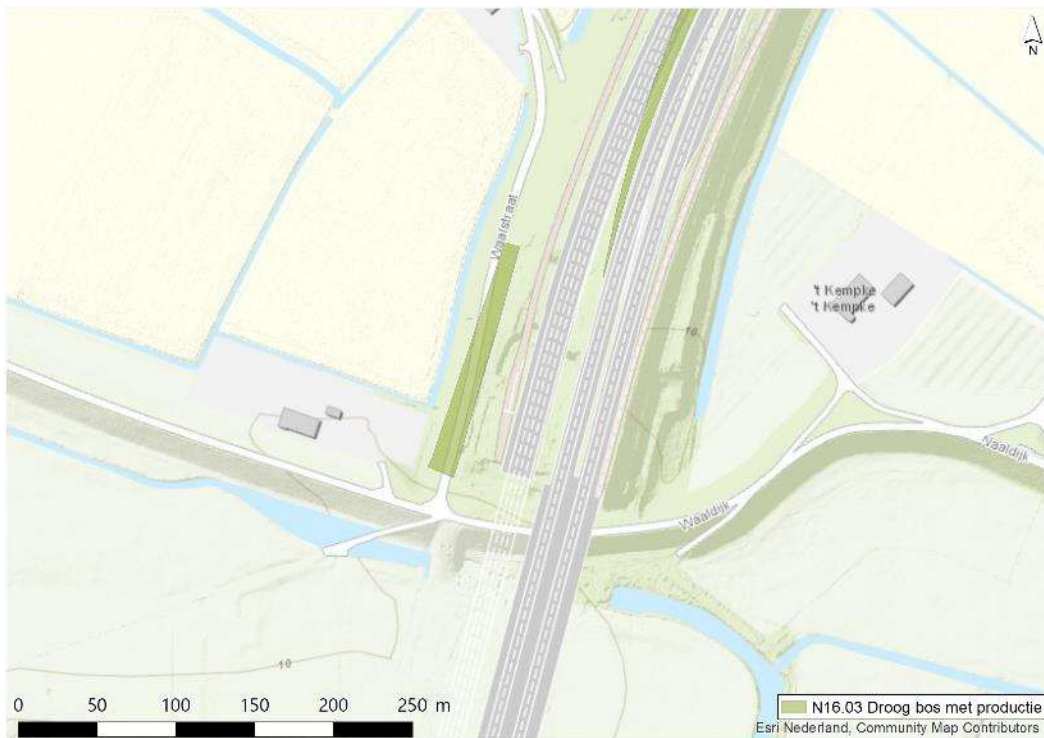 N
Waalstraat
't Kempke
't Kempke
10
Waaldijk
Waaldijk
10
0 50 100 150 200 250 m
N16.03 Droog bos met productie
Esri Nederland, Community Map Contributors